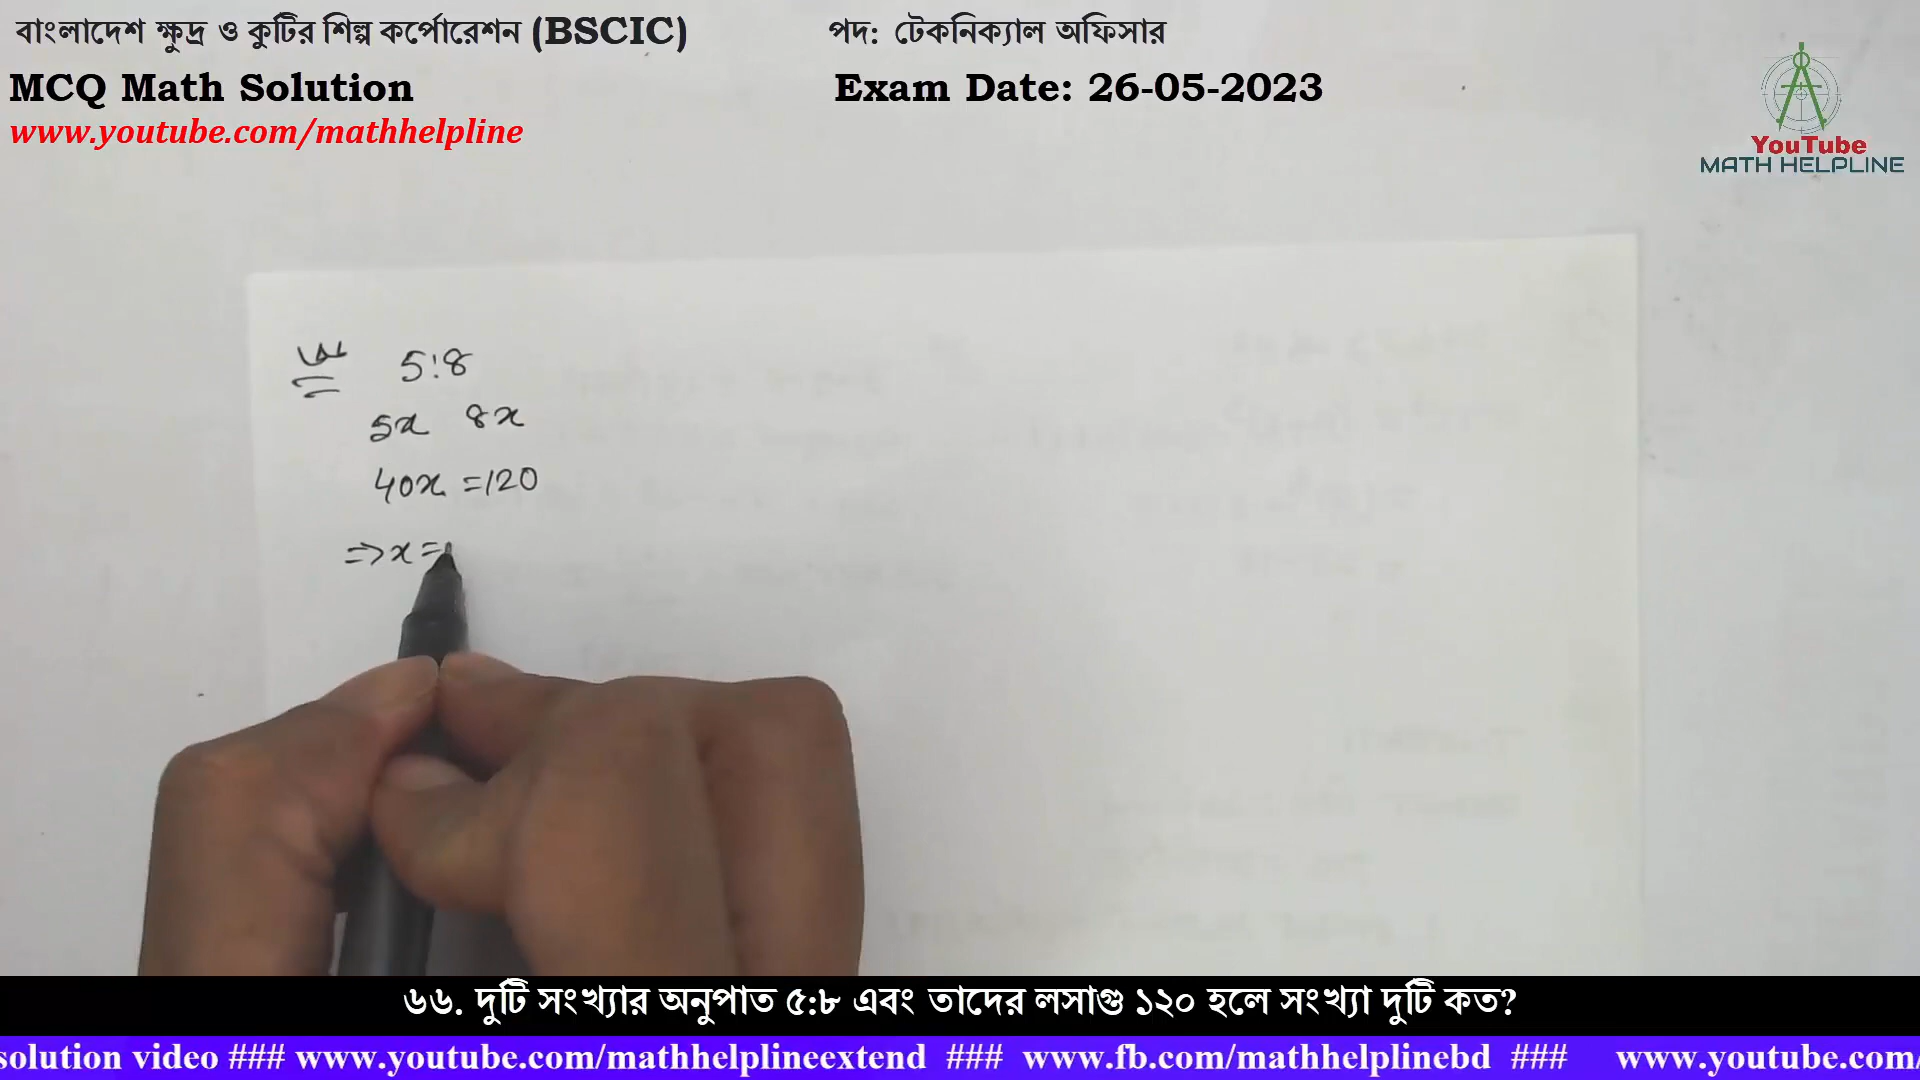 বাংলাদেশ ক্ষুদ্র ও কুটির শিল্প কর্পোরেশন (BSCIC)
পদ: টেকনিক্যাল অফিসার
MCQ Math Solution
Exam Date: 26-05-2023
www.youtube.com/mathhelpline
YouTube
MATH HELPLINE
5:8
5x 8x
40x =120
⇒x=
৬৬. দুটি সংখ্যার অনুপাত ৫:৮ এবং তাদের লসাগু ১২০ হলে সংখ্যা দুটি কত?
solution video ### www.youtube.com/mathhelplineextend ### www.fb.com/mathhelplinebd ### www.youtube.com/